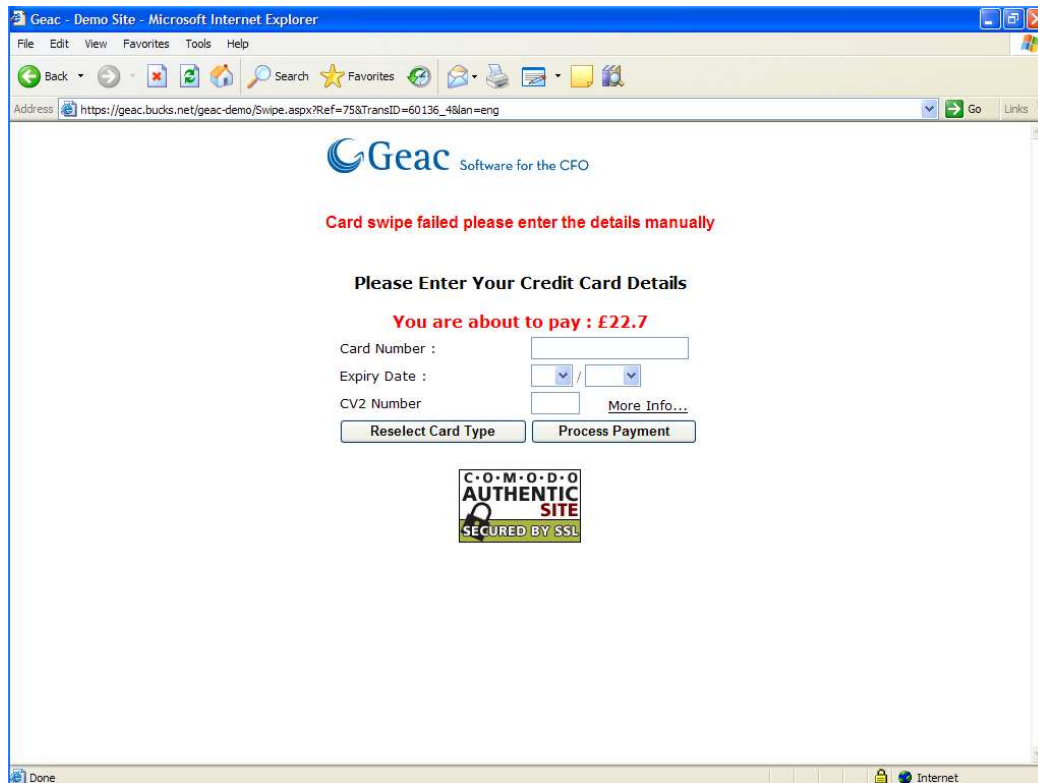 Geac - Demo Site - Microsoft Internet Explorer
File Edit View Favorites Tools Help
Back Search Favorites
Address https://geac.bucks.net/geac-demo/Swipe.aspx?Ref=75&TransID=60136_4&lan=eng Go Links
Geac Software for the CFO
Card swipe failed please enter the details manually
Please Enter Your Credit Card Details
You are about to pay : £22.7
Card Number :
Expiry Date : /
CV2 Number More Info...
Reselect Card Type Process Payment
C·O·M·O·D·O
AUTHENTIC
SITE
SECURED BY SSL
Done Internet